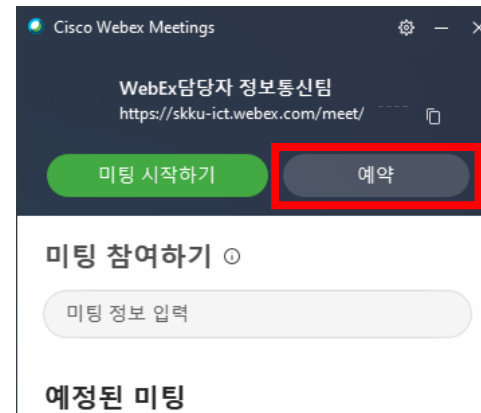 Cisco Webex Meetings
WebEx담당자 정보통신팀
https://skku-ict.webex.com/meet/
미팅 시작하기
예약
미팅 참여하기
미팅 정보 입력
예정된 미팅